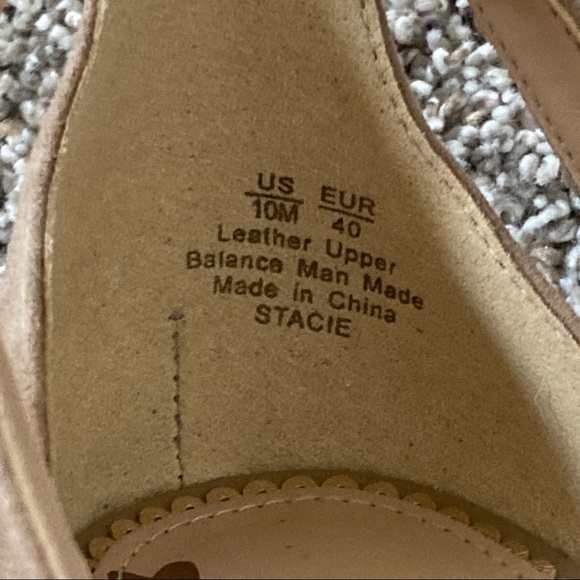 US EUR
10M 40
Leather Upper
Balance Man Made
Made in China
STACIE